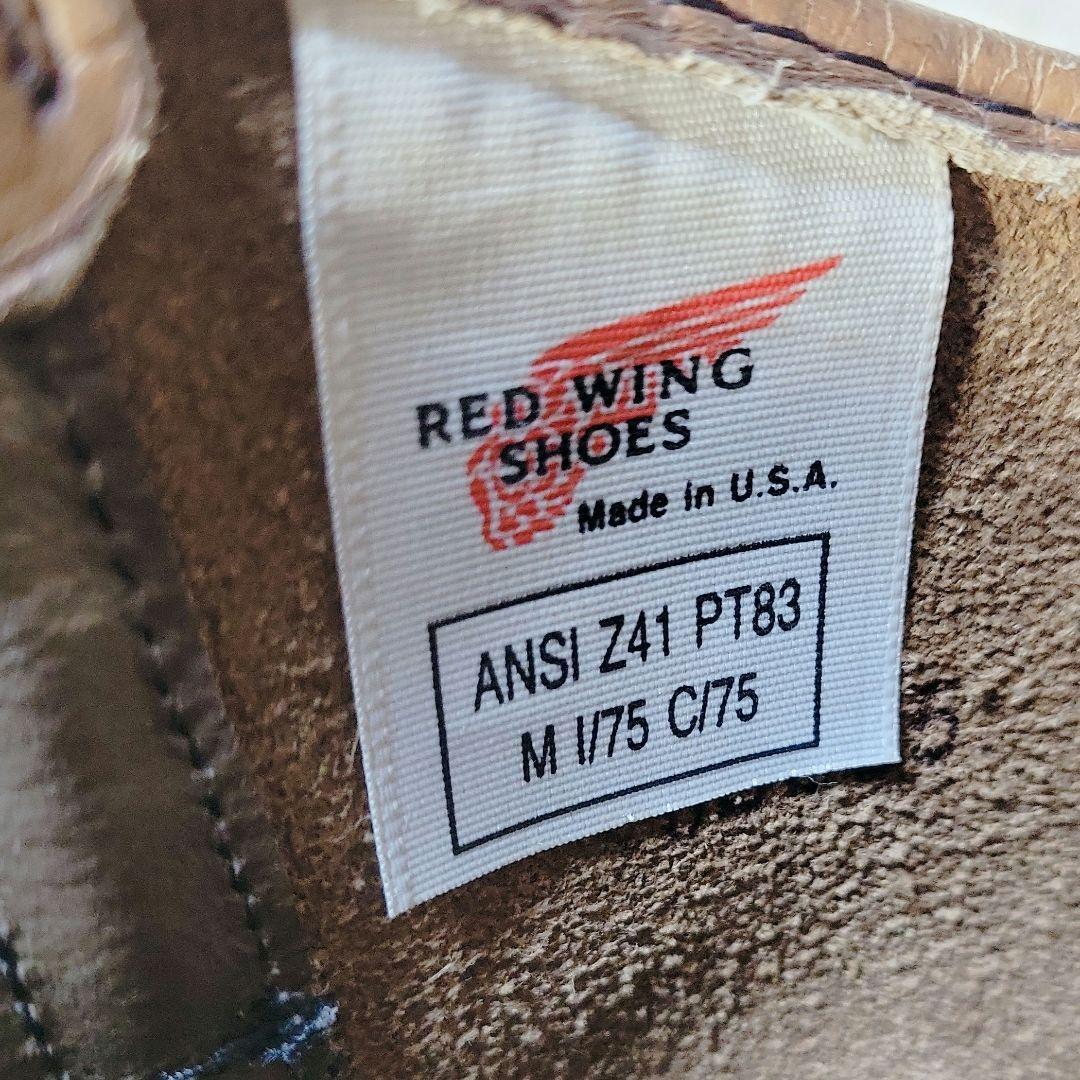 RED WING
SHOES
Made in U.S.A.
ANSI Z41 PT83
M I/75 C/75